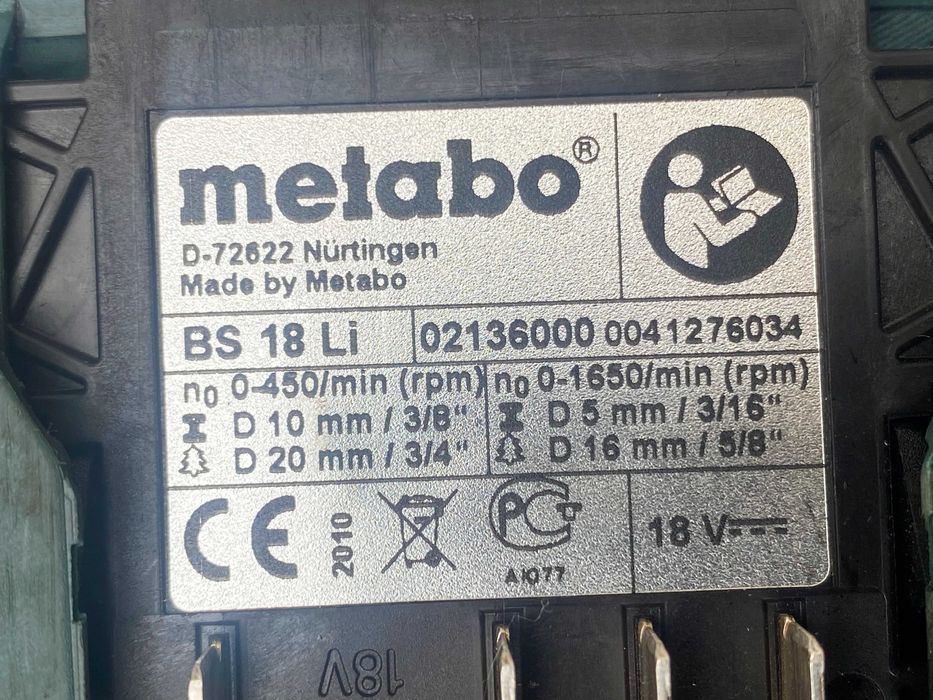 metabo®
D-72622 Nürtingen
Made by Metabo
BS 18 Li 02136000 0041276034
n0 0-450/min (rpm) n0 0-1650/min (rpm)
D 10 mm / 3/8" D 5 mm / 3/16"
D 20 mm / 3/4" D 16 mm / 5/8"
CE 2010 PC 18 V
АЮ77
18V